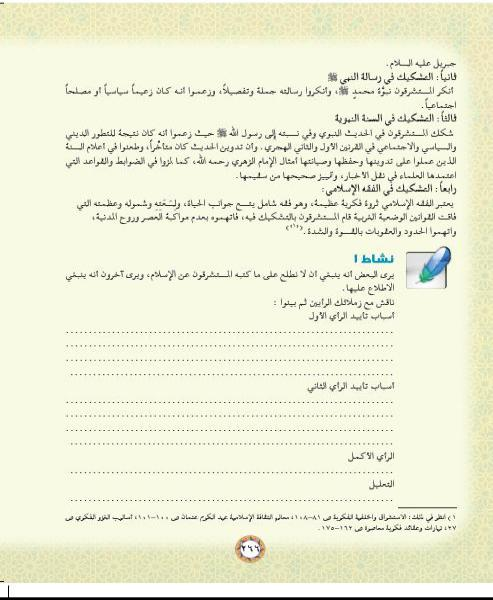 جبريل عليه السلام.
ثانياً: التشكيك في رسالة النبي ﷺ
أنكر المستشرقون نبوَّة محمدٍ ﷺ، وأنكروا رسالته جملة وتفصيلاً، وزعموا أنه كان زعيماً سياسياً أو مصلحاً
اجتماعياً.
ثالثاً: التشكيك في السنة النبوية
شكك المستشرقون في الحديث النبوي وفي نسبته إلى رسول الله ﷺ حيث زعموا أنه كان نتيجة للتطور الديني
والسياسي والاجتماعي في القرنين الأول والثاني الهجري. وأن تدوين الحديث كان متأخراً، وطعنوا في أعلام السنة
الذين عملوا على تدوينها وحفظها وصيانتها أمثال الإمام الزهري رحمه الله، كما لمزوا في الضوابط والقواعد التي
اعتمدها العلماء في نقل الأخبار، وتمييز صحيحها من سقيمها.
رابعاً: التشكيك في الفقه الإسلامي:
يعتبر الفقه الإسلامي ثروة فكرية عظيمة، وهو فقه شامل يتسع جوانب الحياة، ولِسَعَتِه وشموله وعظمته التي
فاقت القوانين الوضعية الغربية قام المستشرقون بالتشكيك فيه، فاتهموه بعدم مواكبة العصر وروح المدنية،
واتهموا الحدود والعقوبات بالقسوة والشدة.
نشاط ١
يرى البعض أنه ينبغي أن لا نطلع على ما كتبه المستشرقون عن الإسلام، ويرى آخرون أنه ينبغي
الاطلاع عليها.
ناقش مع زملائك الرأيين ثم بينوا :
أسباب تأييد الرأي الأول
أسباب تأييد الرأي الثاني
الرأي الأكمل
التعليل
١) انظر في ذلك: الاستشراق والخلفية الفكرية ص ٨١-١٠٨، معالم الثقافة الإسلامية عبد الكريم عثمان ص ١٠٠-١٠١، أساليب الغزو الفكري ص
٢٧، تيارات وعقائد فكرية معاصرة ص ١٦٢-١٧٥.
٢٦٦